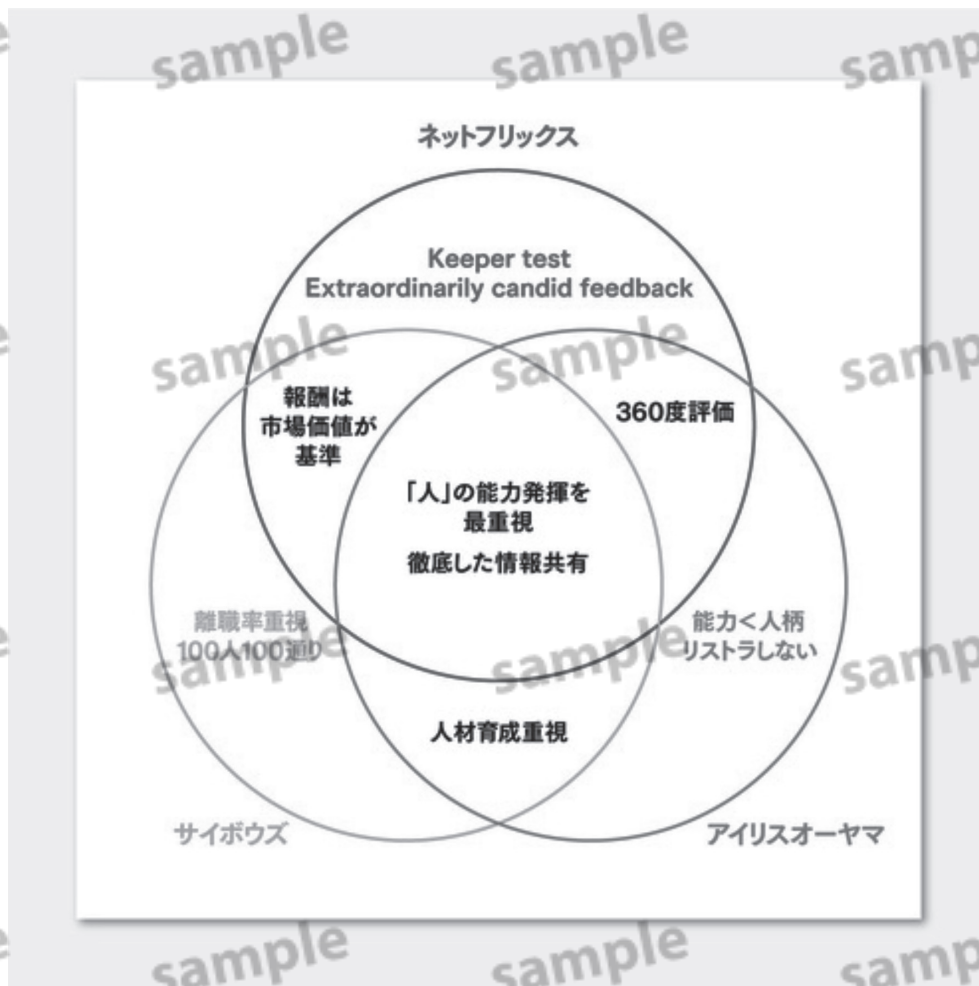 sample sample samp
ネットフリックス
Keeper test
Extraordinarily candid feedback
sample sample samp
報酬は
市場価値が
基準
360度評価
「人」の能力発揮を
最重視
徹底した情報共有
離職率重視
100人100通り
能力<人柄
リストラしない
sample sample samp
人材育成重視
サイボウズ
アイリスオーヤマ
sample sample samp